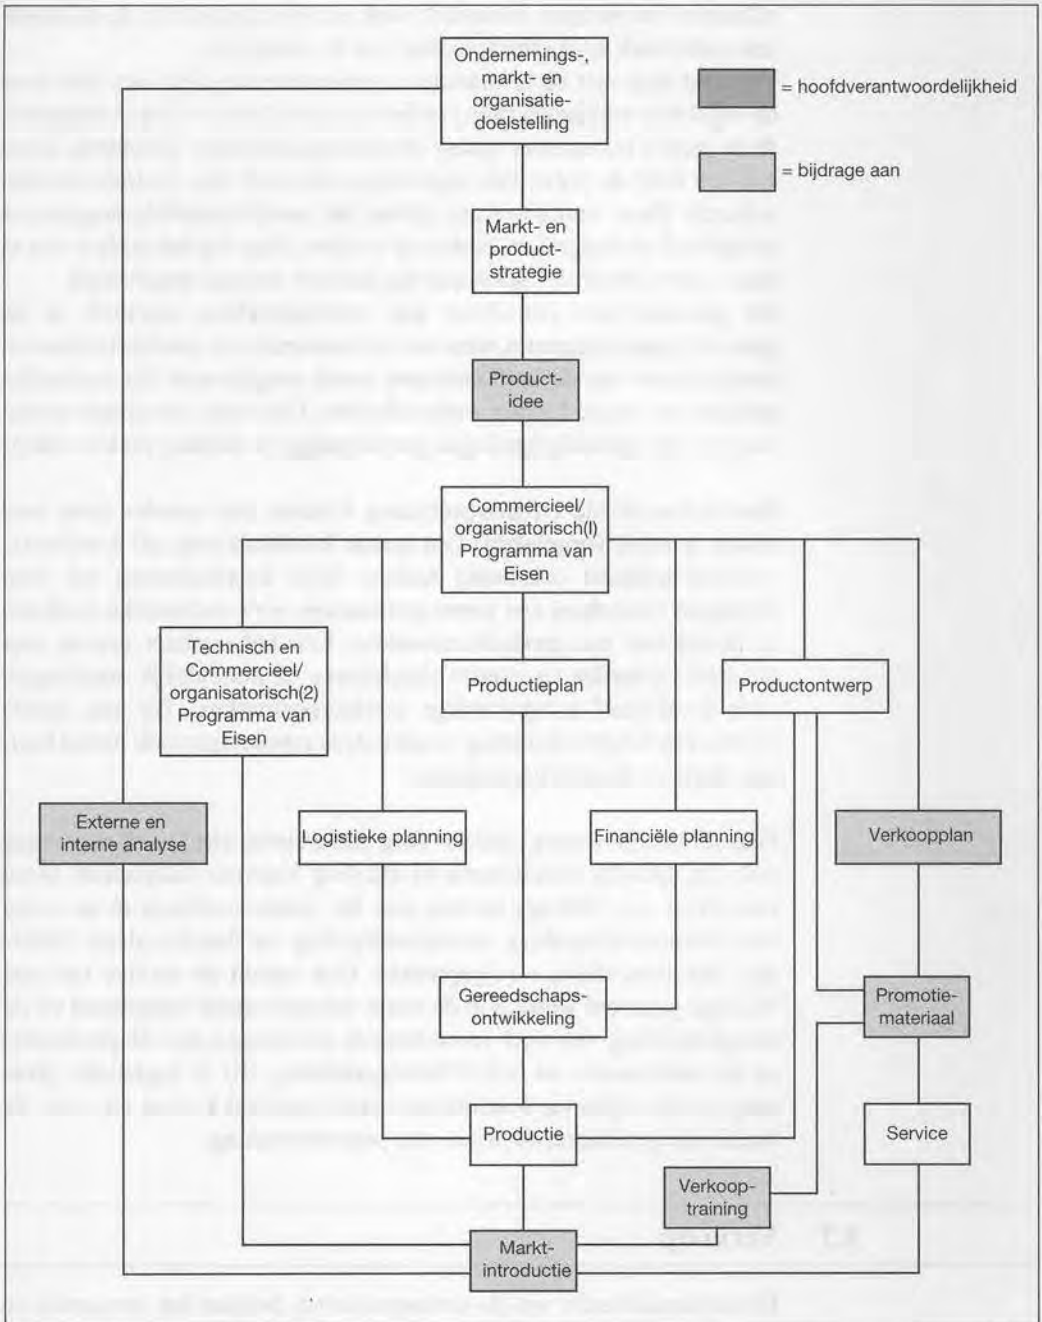 Ondernemings-,
markt- en
organisatie-
doelstelling
= hoofdverantwoordelijkheid
= bijdrage aan
Markt- en
product-
strategie
Product-
idee
Commercieel/
organisatorisch(I)
Programma van
Eisen
Technisch en
Commercieel/
organisatorisch(2)
Programma van
Eisen
Productieplan
Productontwerp
Externe en
interne analyse
Logistieke planning
Financiële planning
Verkoopplan
Gereedschaps-
ontwikkeling
Promotie-
materiaal
Productie
Service
Verkoop-
training
Markt-
introductie